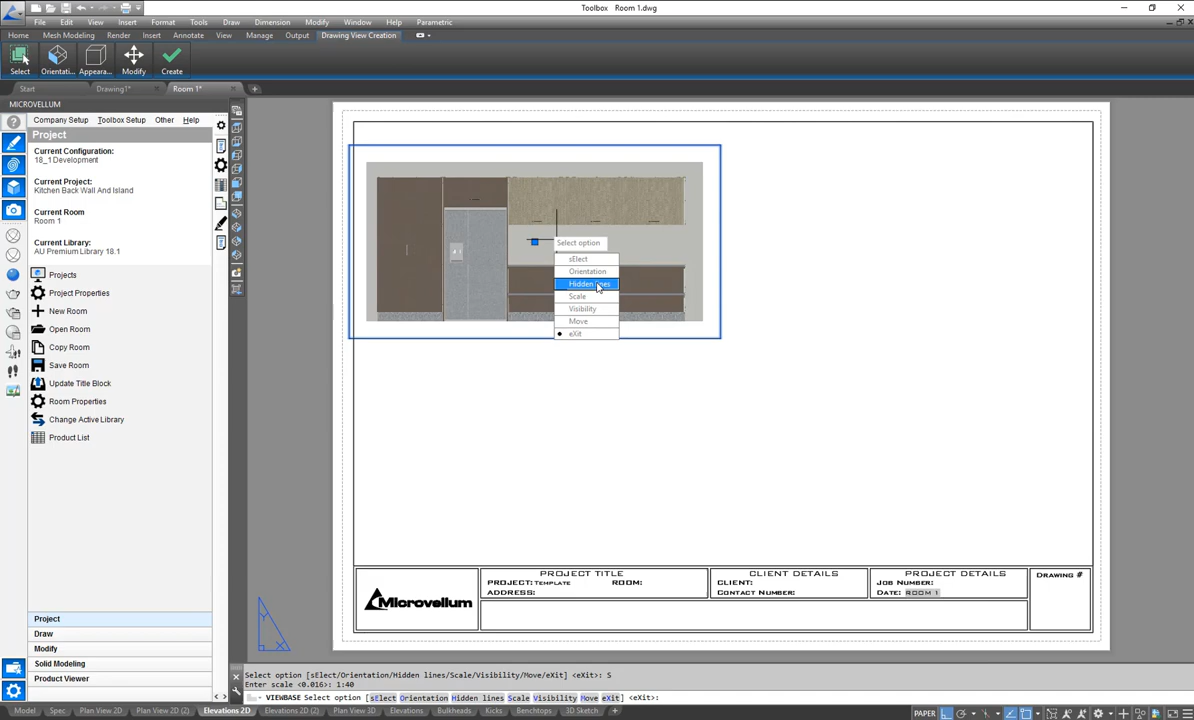 Toolbox Room 1.dwg
File Edit View Insert Format Tools Draw Dimension Modify Window Help Parametric
Home Mesh Modeling Render Insert Annotate View Manage Output Drawing View Creation
Select Orientati... Appeara... Modify Create
Start Drawing1* Room 1*
MICROVELLUM
Company Setup Toolbox Setup Other Help
Project
Current Configuration:
18_1 Development
Current Project:
Kitchen Back Wall And Island
Current Room
Room 1
Current Library:
AU Premium Library 18.1
Projects
Project Properties
New Room
Open Room
Copy Room
Save Room
Update Title Block
Room Properties
Change Active Library
Product List
Select option
sElect
Orientation
Hidden lines
Scale
Visibility
Move
eXit
PROJECT TITLE
PROJECT: TEMPLATE ROOM:
ADDRESS:
CLIENT DETAILS
CLIENT:
CONTACT NUMBER:
PROJECT DETAILS
JOB NUMBER:
DATE: ROOM 1
DRAWING #
Microvellum
Y
X
Project
Draw
Modify
Solid Modeling
Product Viewer
Select option [sElect/Orientation/Hidden lines/Scale/Visibility/Move/eXit] <eXit>: S
Enter scale <0.016>: 1:40
VIEWBASE Select option [sElect Orientation Hidden lines Scale Visibility Move eXit] <eXit>:
Model Spec Plan View 2D Plan View 2D (2) Elevations 2D Elevations 2D (2) Plan View 3D Elevations Bulkheads Kicks Benchtops 3D Sketch
PAPER